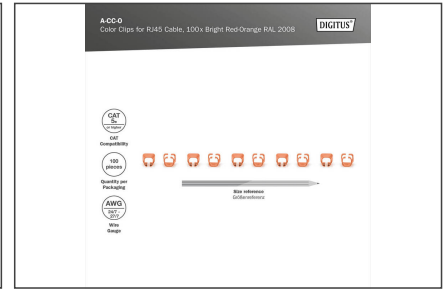 A-CC-O
Color Clips for RJ45 Cable, 100x Bright Red-Orange RAL 2008
DIGITUS®
CAT
5e
or higher
CAT
Compatibility
100
pieces
Quantity per
Packaging
Size reference
Größenreferenz
AWG
24/7 -
27/7
Wire
Gauge